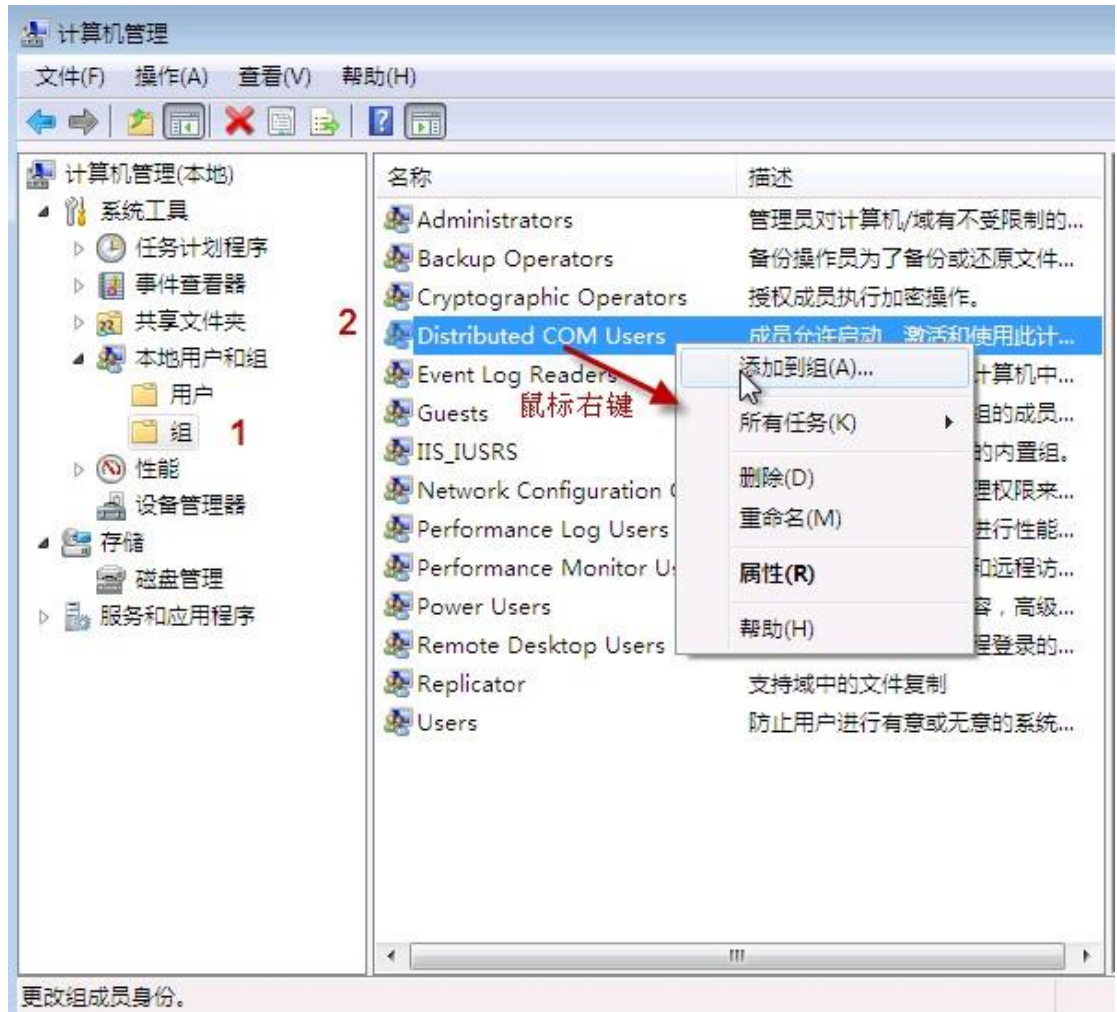 计算机管理
文件(F) 操作(A) 查看(V) 帮助(H)
计算机管理(本地)
系统工具
任务计划程序
事件查看器
共享文件夹
本地用户和组
用户
组 1
性能
设备管理器
存储
磁盘管理
服务和应用程序
名称 描述
Administrators 管理员对计算机/域有不受限制的...
Backup Operators 备份操作员为了备份或还原文件...
Cryptographic Operators 授权成员执行加密操作。
2 Distributed COM Users 成员允许启动、激活和使用此计...
Event Log Readers 计算机中...
Guests 组的成员...
IIS_IUSRS 的内置组。
Network Configuration 理权限来...
Performance Log Users 进行性能...
Performance Monitor 和远程访...
Power Users 容，高级...
Remote Desktop Users 程登录的...
Replicator 支持域中的文件复制
Users 防止用户进行有意或无意的系统...
鼠标右键
添加到组(A)...
所有任务(K)
删除(D)
重命名(M)
属性(R)
帮助(H)
更改组成员身份。